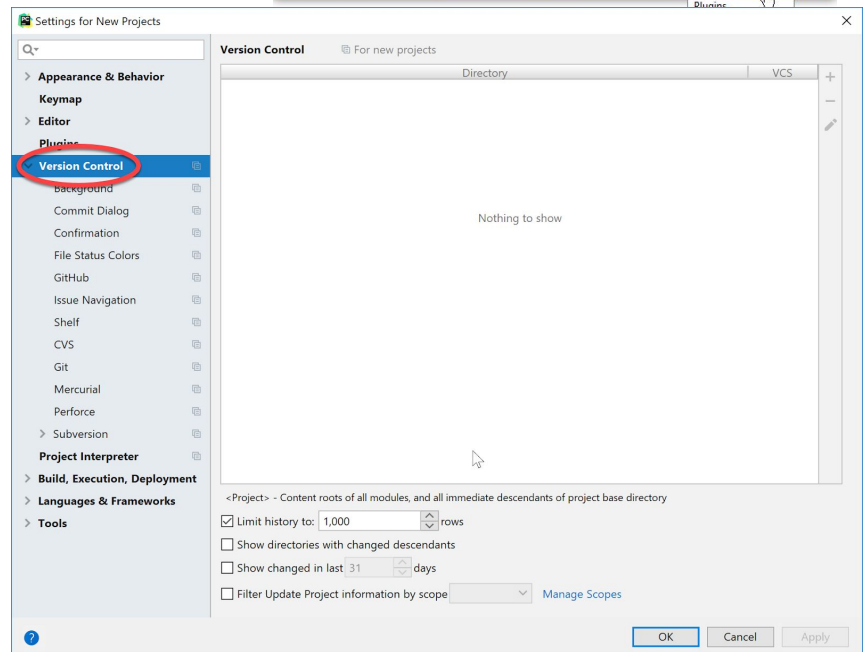 Plugins
PC Settings for New Projects
Version Control For new projects
Appearance & Behavior
Keymap
Editor
Plugins
Version Control
Background
Commit Dialog
Confirmation
File Status Colors
GitHub
Issue Navigation
Shelf
CVS
Git
Mercurial
Perforce
Subversion
Project Interpreter
Build, Execution, Deployment
Languages & Frameworks
Tools
Directory VCS
Nothing to show
<Project> - Content roots of all modules, and all immediate descendants of project base directory
Limit history to: 1,000 rows
Show directories with changed descendants
Show changed in last 31 days
Filter Update Project information by scope Manage Scopes
? OK Cancel Apply